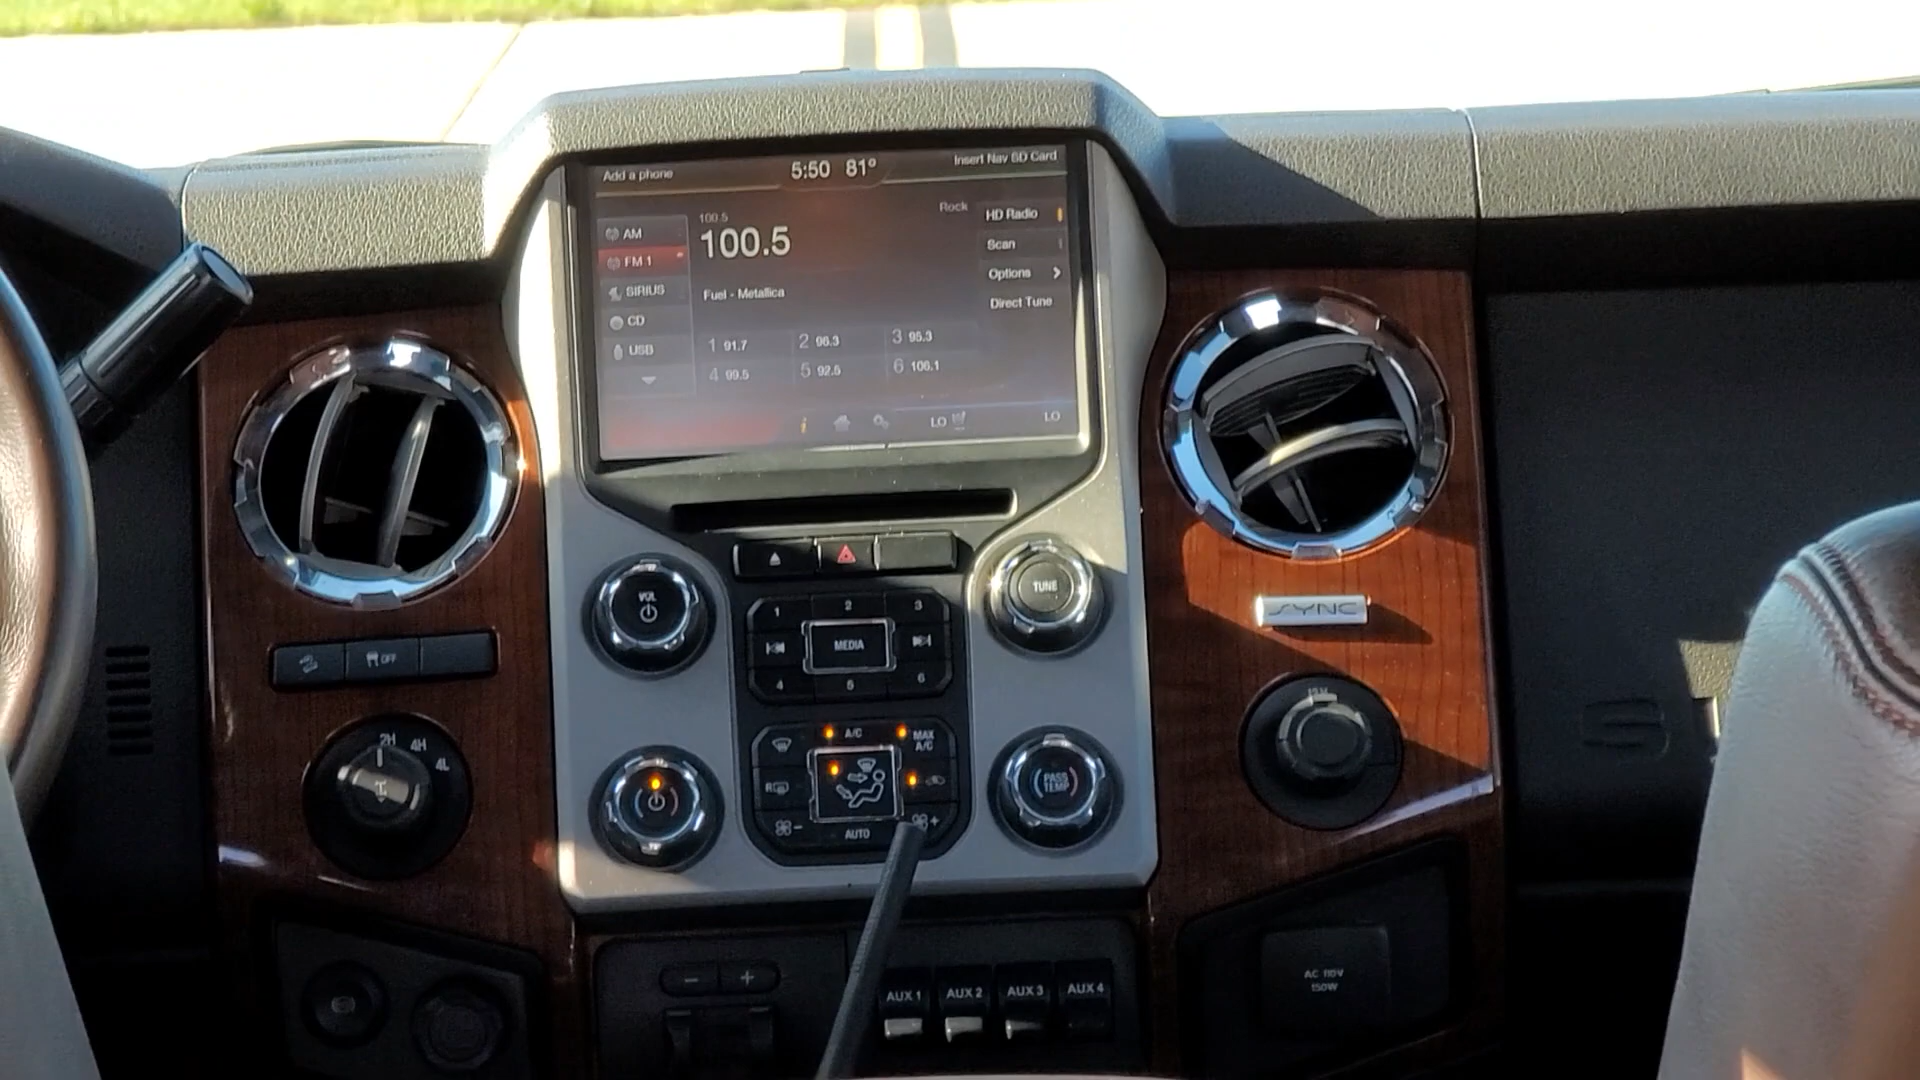 Add a phone
5:50 81°
Insert Nav SD Card
AM
FM 1
SIRIUS
CD
USB
100.5
100.5
Rock
Fuel - Metallica
HD Radio
Scan
Options
Direct Tune
1 91.7
2 96.3
3 95.3
4 99.5
5 92.5
6 106.1
LO
LO
VOL
TUNE
1 2 3
MEDIA
4 5 6
SYNC
OFF
2H 4H 4L
12V
A/C
MAX
A/C
R
AUTO
- +
PASS
TEMP
- +
AUX 1 AUX 2 AUX 3 AUX 4
AC 110V
150W